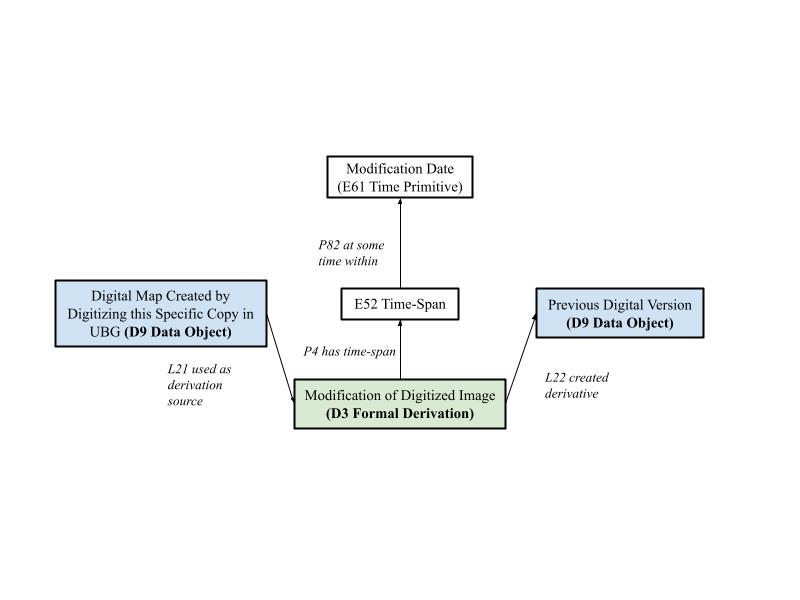 Modification Date
(E61 Time Primitive)
P82 at some
time within
Digital Map Created by
Digitizing this Specific Copy in
UBG (D9 Data Object)
E52 Time-Span
Previous Digital Version
(D9 Data Object)
P4 has time-span
L21 used as
derivation
source
L22 created
derivative
Modification of Digitized Image
(D3 Formal Derivation)